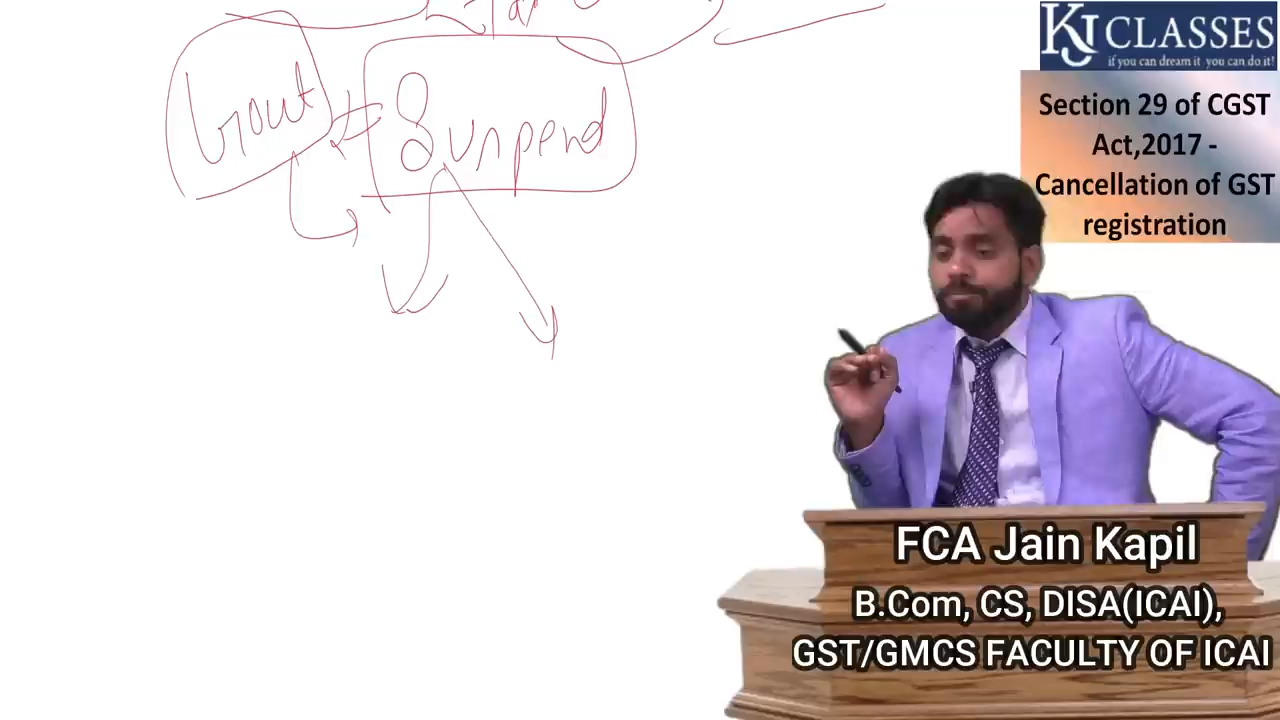 Govt
Suspend
KJ CLASSES
if you can dream it you can do it!
Section 29 of CGST
Act,2017 -
Cancellation of GST
registration
FCA Jain Kapil
B.Com, CS, DISA(ICAI),
GST/GMCS FACULTY OF ICAI